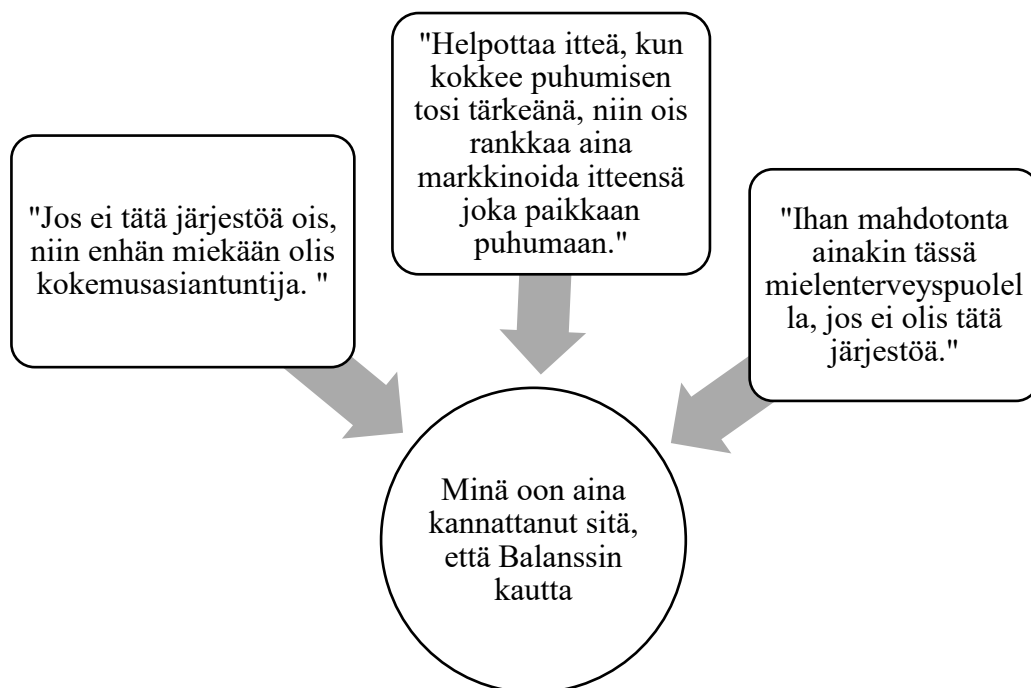 "Jos ei tätä järjestöä ois,
niin enhän miekään olis
kokemusasiantuntija. "
"Helpottaa itteä, kun
kokkee puhumisen
tosi tärkeänä, niin ois
rankkaa aina
markkinoida itteensä
joka paikkaan
puhumaan."
"Ihan mahdotonta
ainakin tässä
mielenterveyspuolel
la, jos ei olis tätä
järjestöä."
Minä oon aina
kannattanut sitä,
että Balanssin
kautta